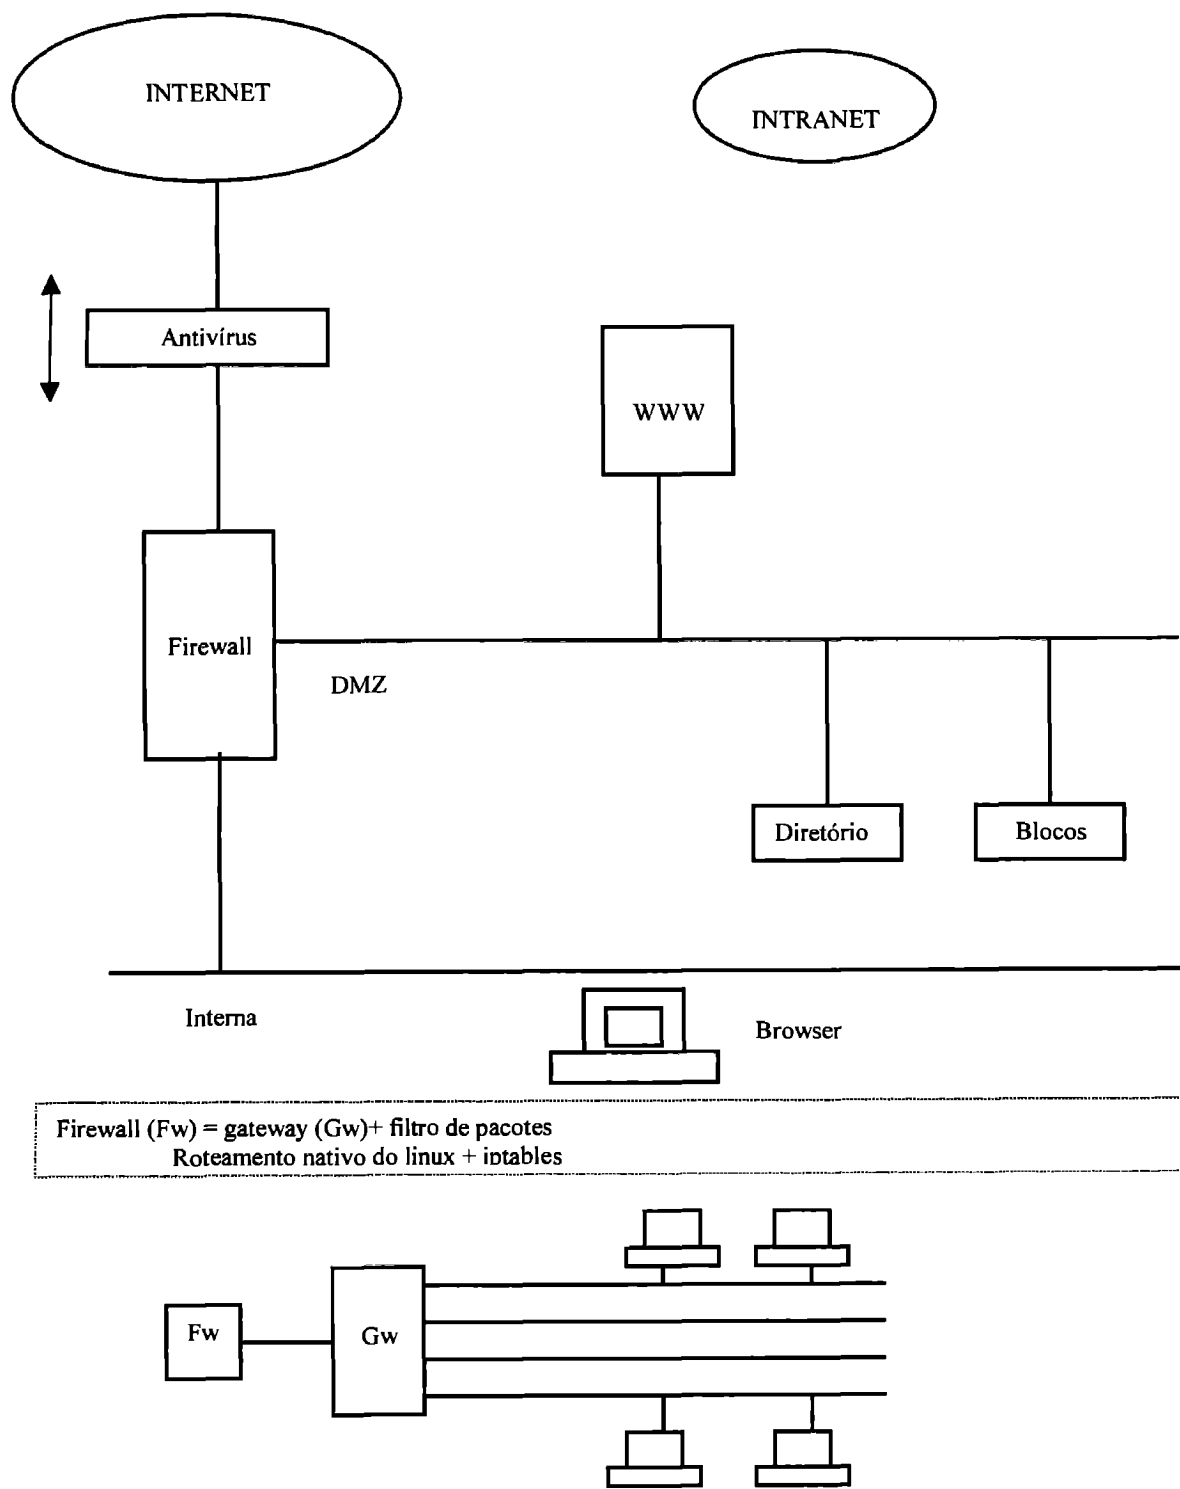 INTERNET
INTRANET
Antivírus
WWW
Firewall
DMZ
Diretório
Blocos
Interna
Browser
Firewall (Fw) = gateway (Gw)+ filtro de pacotes
Roteamento nativo do linux + iptables
Fw
Gw